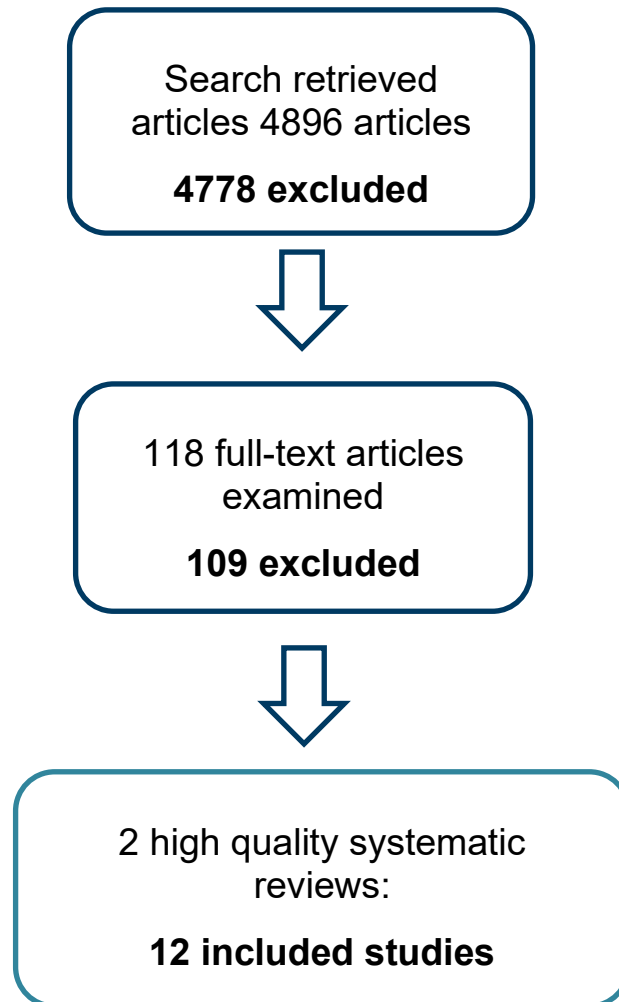 Search retrieved
articles 4896 articles
4778 excluded
118 full-text articles
examined
109 excluded
2 high quality systematic
reviews:
12 included studies